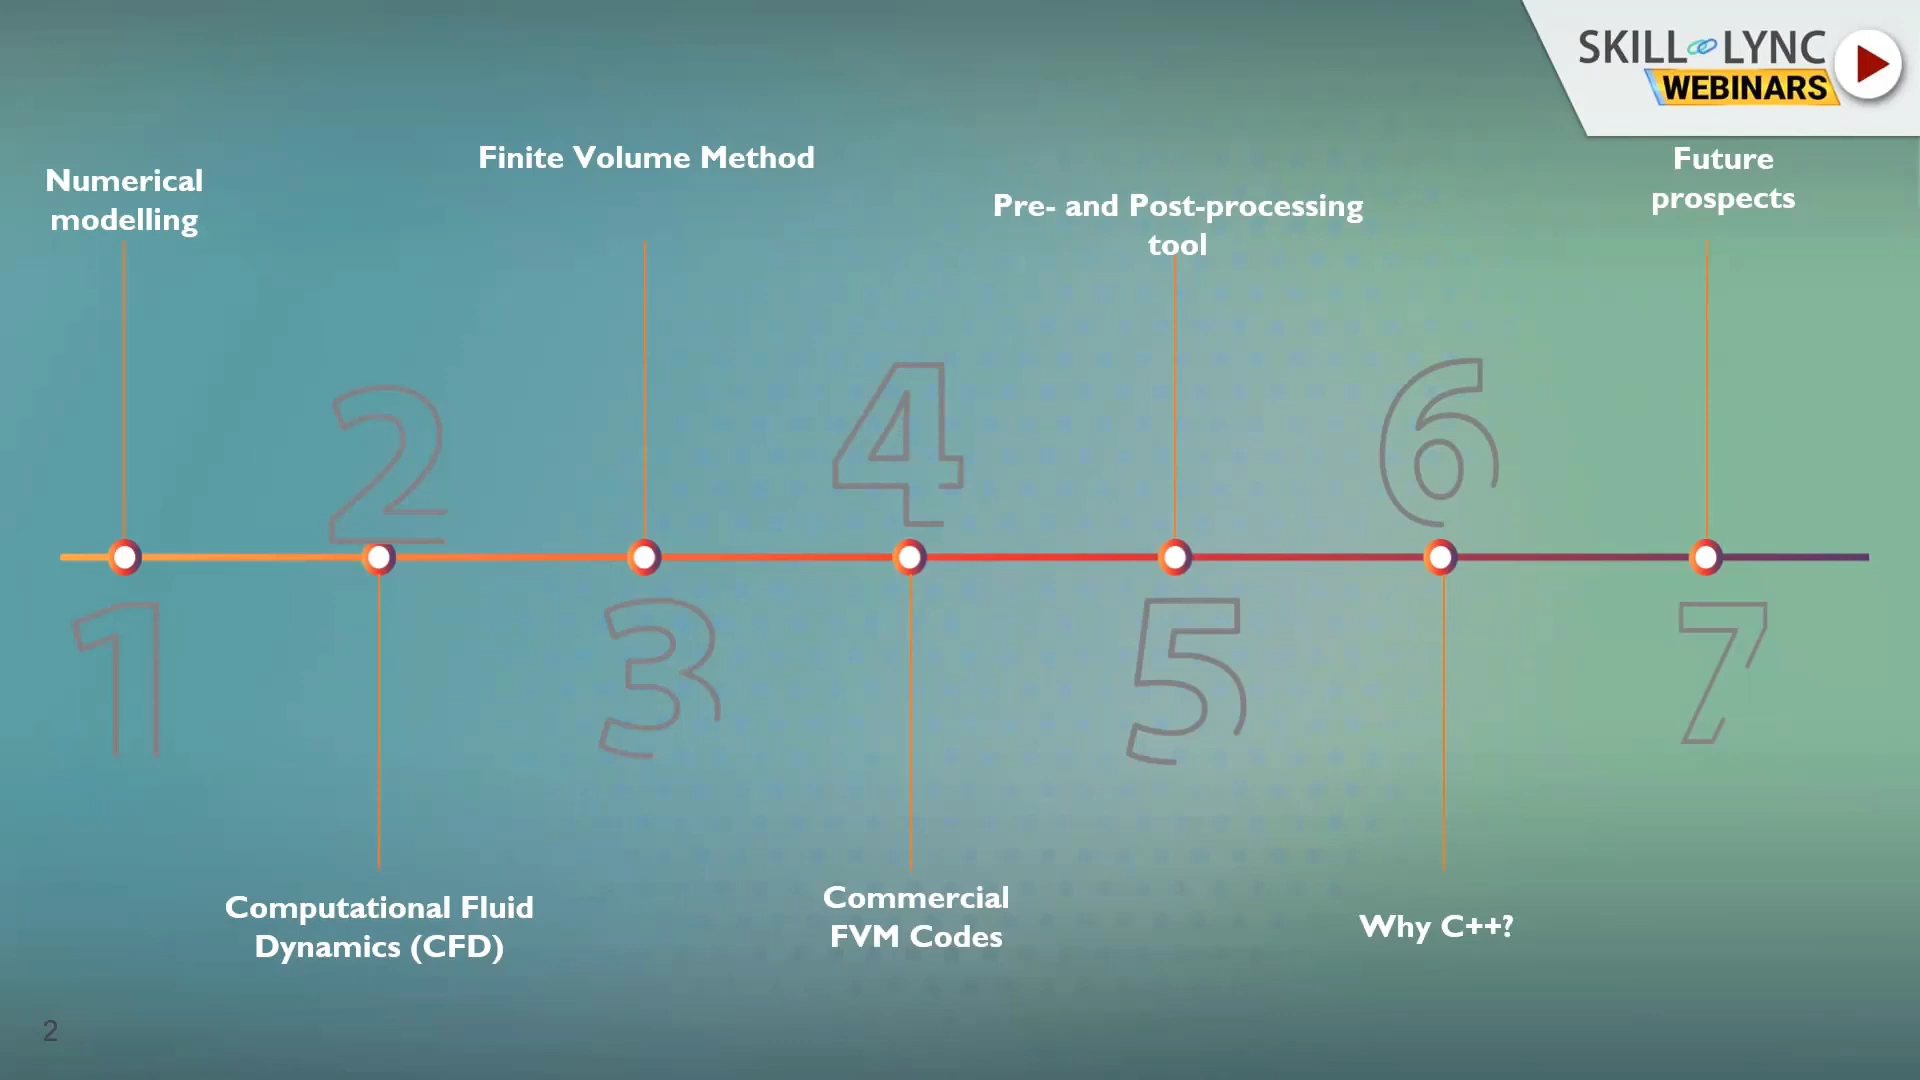 SKILL LYNC
WEBINARS
Numerical
modelling
1
2
Computational Fluid
Dynamics (CFD)
Finite Volume Method
3
4
Commercial
FVM Codes
Pre- and Post-processing
tool
5
6
Why C++?
Future
prospects
7
2